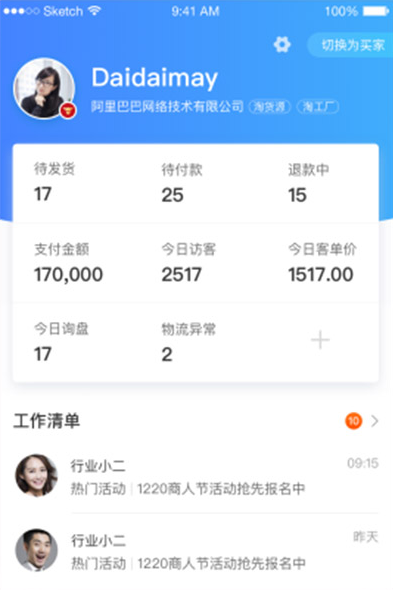 Sketch 9:41 AM 100%
切换为买家
Daidaimay
阿里巴巴网络技术有限公司 淘货源 淘工厂
待发货 待付款 退款中
17 25 15
支付金额 今日访客 今日客单价
170,000 2517 1517.00
今日询盘 物流异常
17 2
工作清单 10
行业小二 09:15
热门活动 | 1220商人节活动抢先报名中
行业小二 昨天
热门活动 | 1220商人节活动抢先报名中